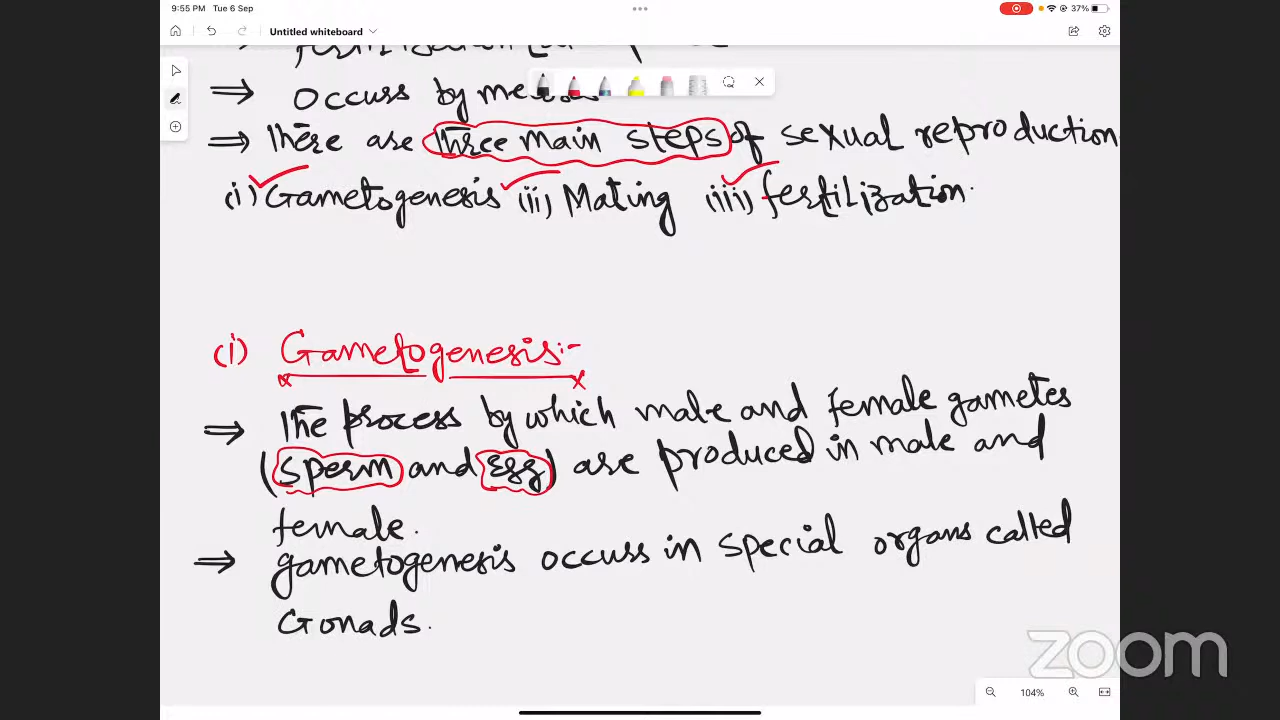 9:55 PM Tue 6 Sep
37%
Untitled whiteboard
fertilization
⇒ occurs by
⇒ There are three main steps of sexual reproduction
(i) Gametogenesis (ii) Mating (iii) fertilization.
(i) Gametogenesis:-
⇒ The process by which male and female gametes
(sperm and Egg) are produced in male and
female.
⇒ gametogenesis occurs in special organs called
Gonads.
zoom
104%